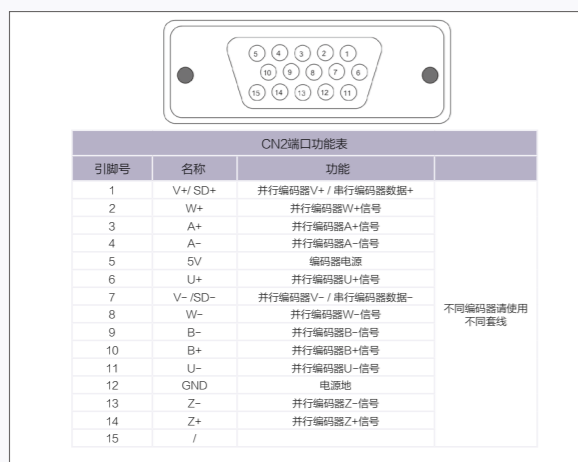 5 4 3 2 1
10 9 8 7 6
15 14 13 12 11
CN2端口功能表
引脚号 名称 功能
1 V+/ SD+ 并行编码器V+ / 串行编码器数据+
2 W+ 并行编码器W+信号
3 A+ 并行编码器A+信号
4 A- 并行编码器A-信号
5 5V 编码器电源
6 U+ 并行编码器U+信号
7 V- /SD- 并行编码器V- / 串行编码器数据-
8 W- 并行编码器W-信号
9 B- 并行编码器B-信号
10 B+ 并行编码器B+信号
11 U- 并行编码器U-信号
12 GND 电源地
13 Z- 并行编码器Z-信号
14 Z+ 并行编码器Z+信号
15 /
不同编码器请使用
不同套线